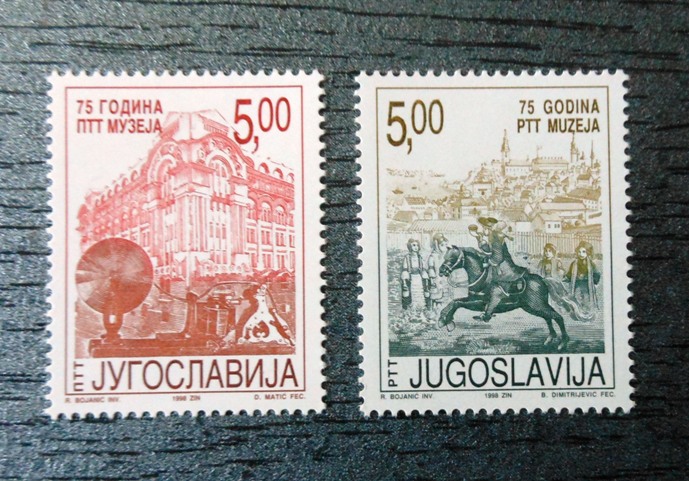 75 ГОДИНА
ПТТ МУЗЕЈА
5,00
ПТТ ЈУГОСЛАВИЈА
R. BOJANIC INV. 1998 ZIN D. MATIĆ FEC.
5,00
75 GODINA
PTT MUZEJA
PTT JUGOSLAVIJA
R. BOJANIC INV. 1998 ZIN B. DIMITRIJEVIC FEC.